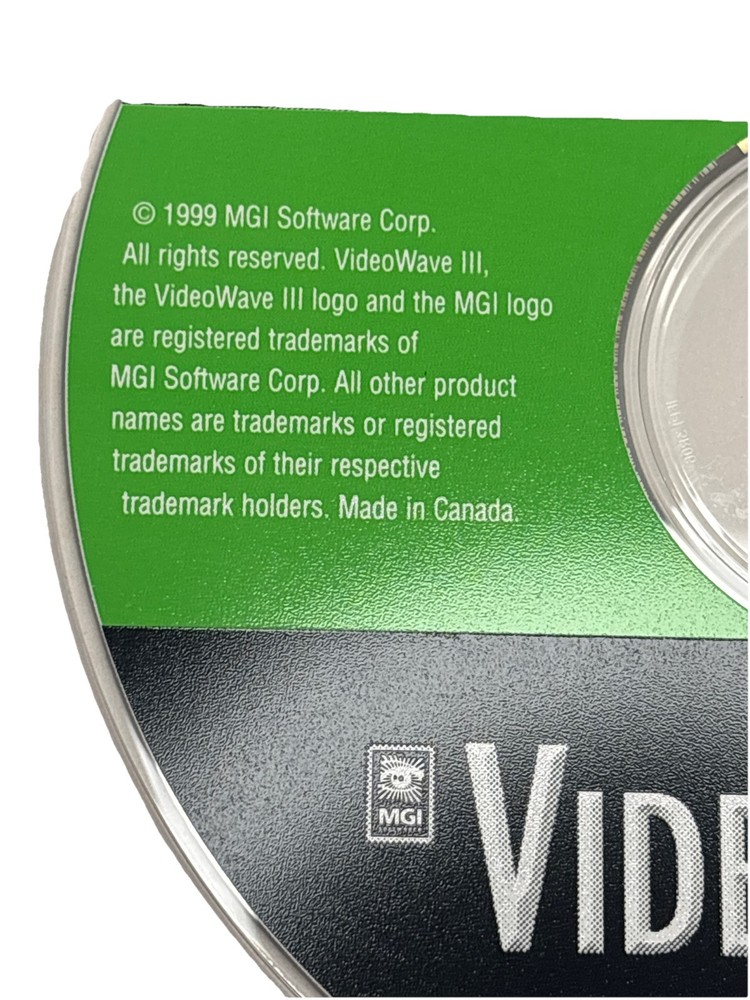 © 1999 MGI Software Corp.
All rights reserved. VideoWave III,
the VideoWave III logo and the MGI logo
are registered trademarks of
MGI Software Corp. All other product
names are trademarks or registered
trademarks of their respective
trademark holders. Made in Canada.
MGI
VIDE